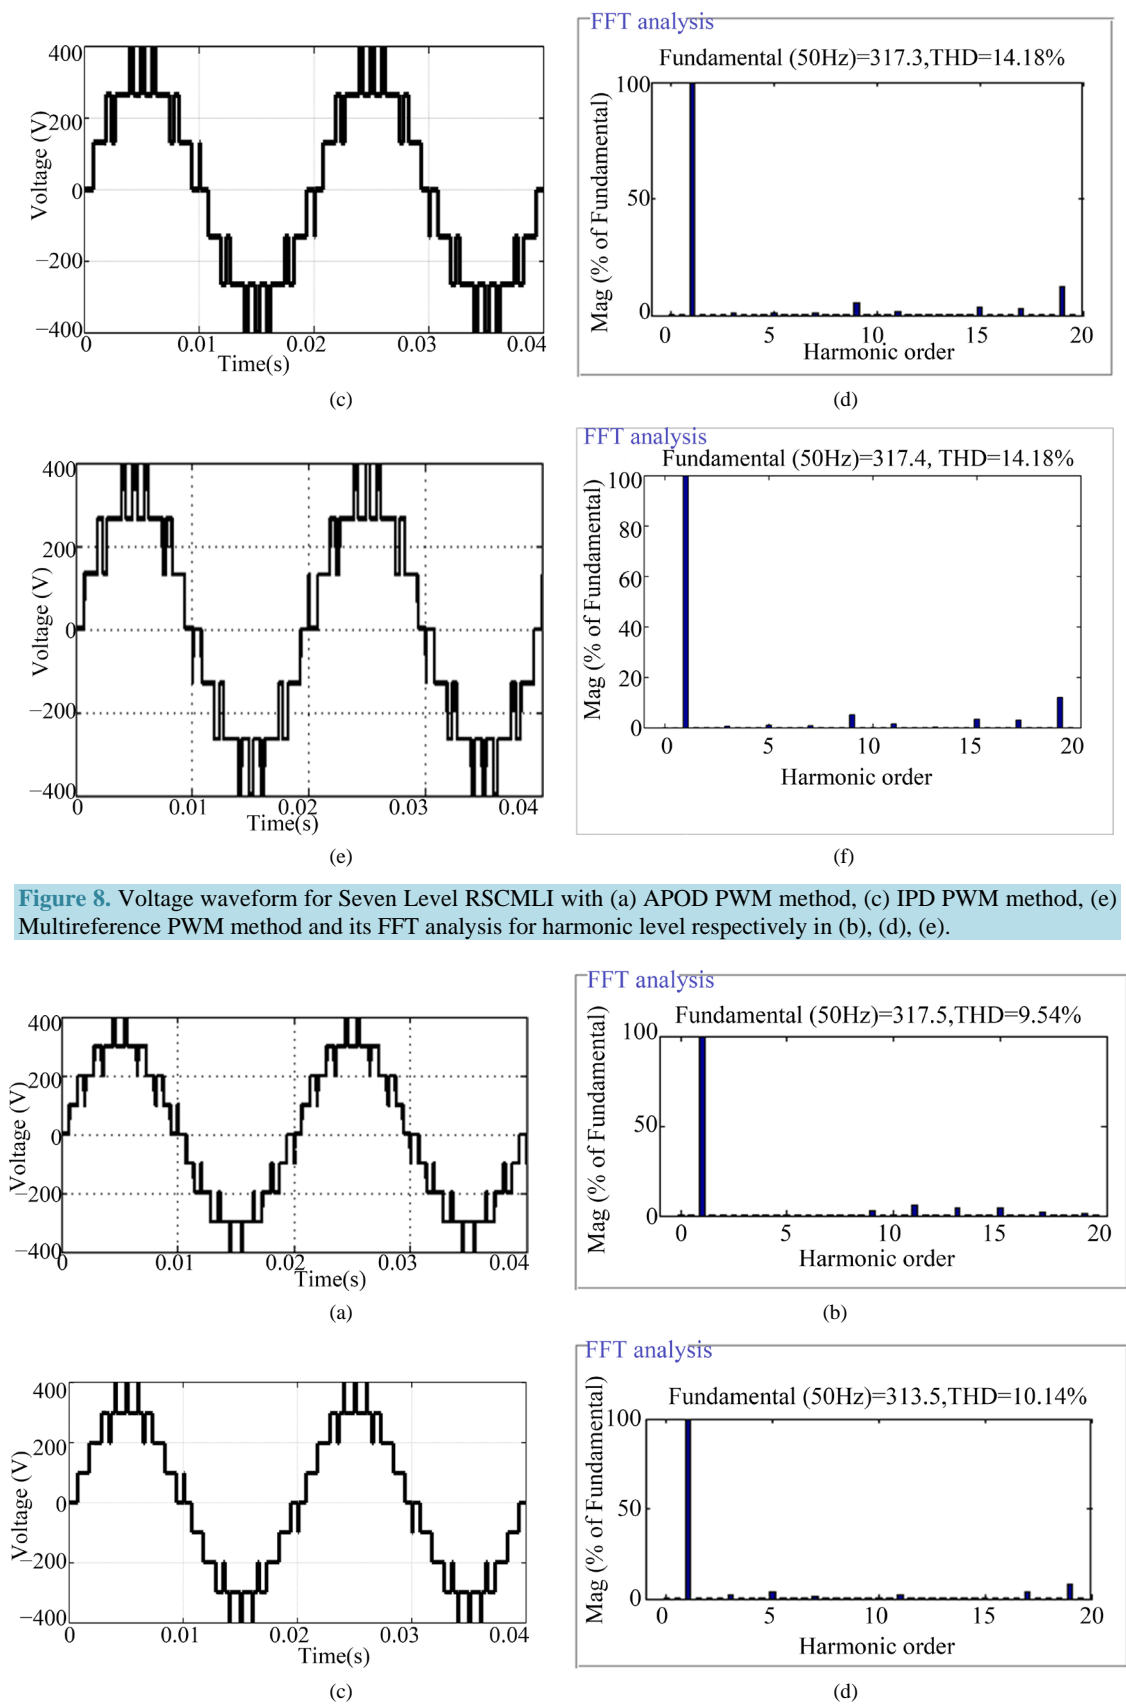 FFT analysis
Fundamental (50Hz)=317.3,THD=14.18%
400
200
0
−200
−400
Voltage (V)
0 0.01 0.02 0.03 0.04
Time(s)
100
50
0
Mag (% of Fundamental)
0 5 10 15 20
Harmonic order
(c) (d)
FFT analysis
Fundamental (50Hz)=317.4, THD=14.18%
400
200
0
−200
−400
Voltage (V)
0 0.01 0.02 0.03 0.04
Time(s)
100
80
60
40
20
0
Mag (% of Fundamental)
0 5 10 15 20
Harmonic order
(e) (f)
Figure 8. Voltage waveform for Seven Level RSCMLI with (a) APOD PWM method, (c) IPD PWM method, (e)
Multireference PWM method and its FFT analysis for harmonic level respectively in (b), (d), (e).
FFT analysis
Fundamental (50Hz)=317.5,THD=9.54%
400
200
0
−200
−400
Voltage (V)
0 0.01 0.02 0.03 0.04
Time(s)
100
50
0
Mag (% of Fundamental)
0 5 10 15 20
Harmonic order
(a) (b)
FFT analysis
Fundamental (50Hz)=313.5,THD=10.14%
400
200
0
−200
−400
Voltage (V)
0 0.01 0.02 0.03 0.04
Time(s)
100
50
0
Mag (% of Fundamental)
0 5 10 15 20
Harmonic order
(c) (d)